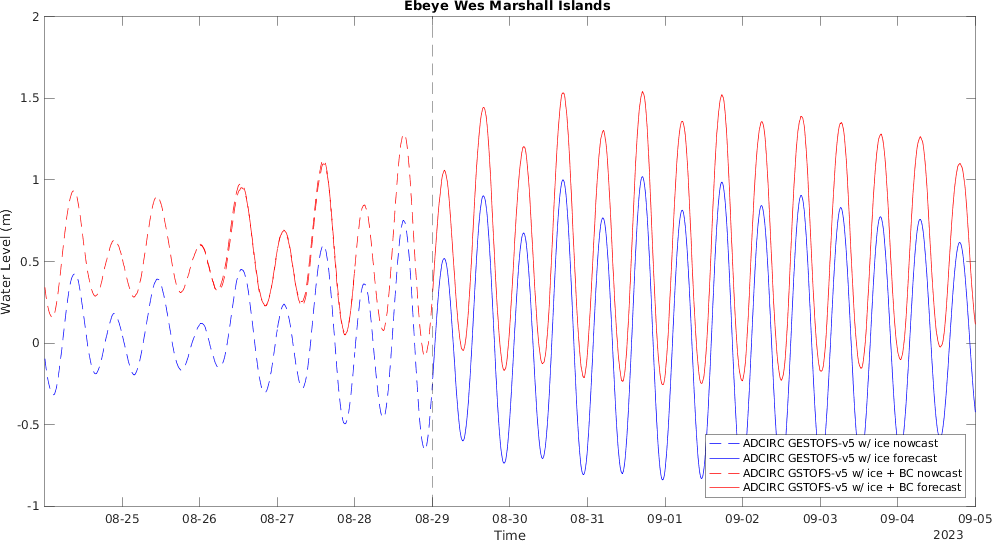 Ebeye Wes Marshall Islands
2
1.5
1
0.5
0
-0.5
-1
Water Level (m)
08-25 08-26 08-27 08-28 08-29 08-30 08-31 09-01 09-02 09-03 09-04 09-05
Time
2023
ADCIRC GESTOFS-v5 w/ ice nowcast
ADCIRC GESTOFS-v5 w/ ice forecast
ADCIRC GSTOFS-v5 w/ ice + BC nowcast
ADCIRC GSTOFS-v5 w/ ice + BC forecast